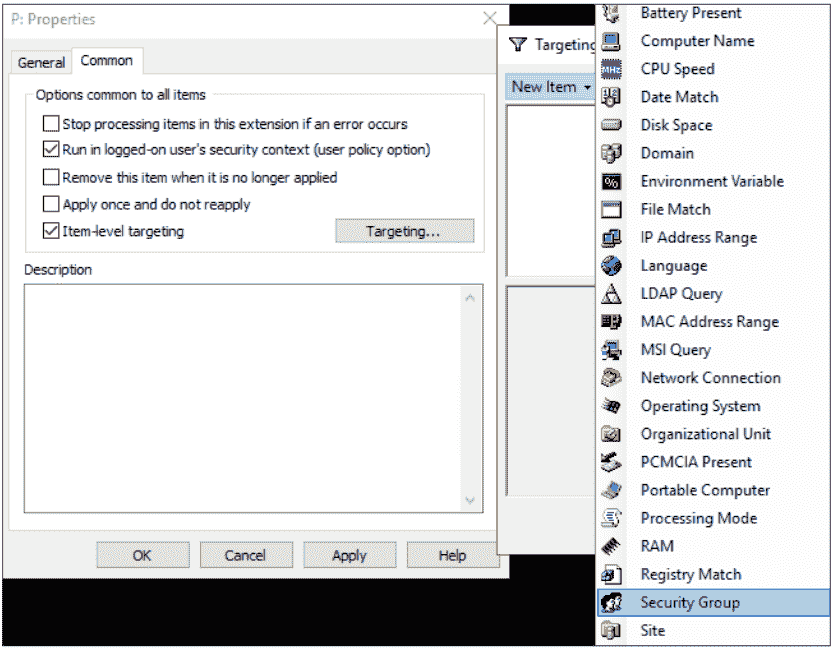 P: Properties
General
Common
Options common to all items
Stop processing items in this extension if an error occurs
Run in logged-on user's security context (user policy option)
Remove this item when it is no longer applied
Apply once and do not reapply
Item-level targeting
Targeting...
Description
OK
Cancel
Apply
Help
Targeting
New Item
Battery Present
Computer Name
MHZ
CPU Speed
Date Match
Disk Space
Domain
%
Environment Variable
File Match
IP Address Range
Language
LDAP Query
MAC Address Range
MSI Query
Network Connection
Operating System
Organizational Unit
PCMCIA Present
Portable Computer
Processing Mode
RAM
Registry Match
Security Group
Site